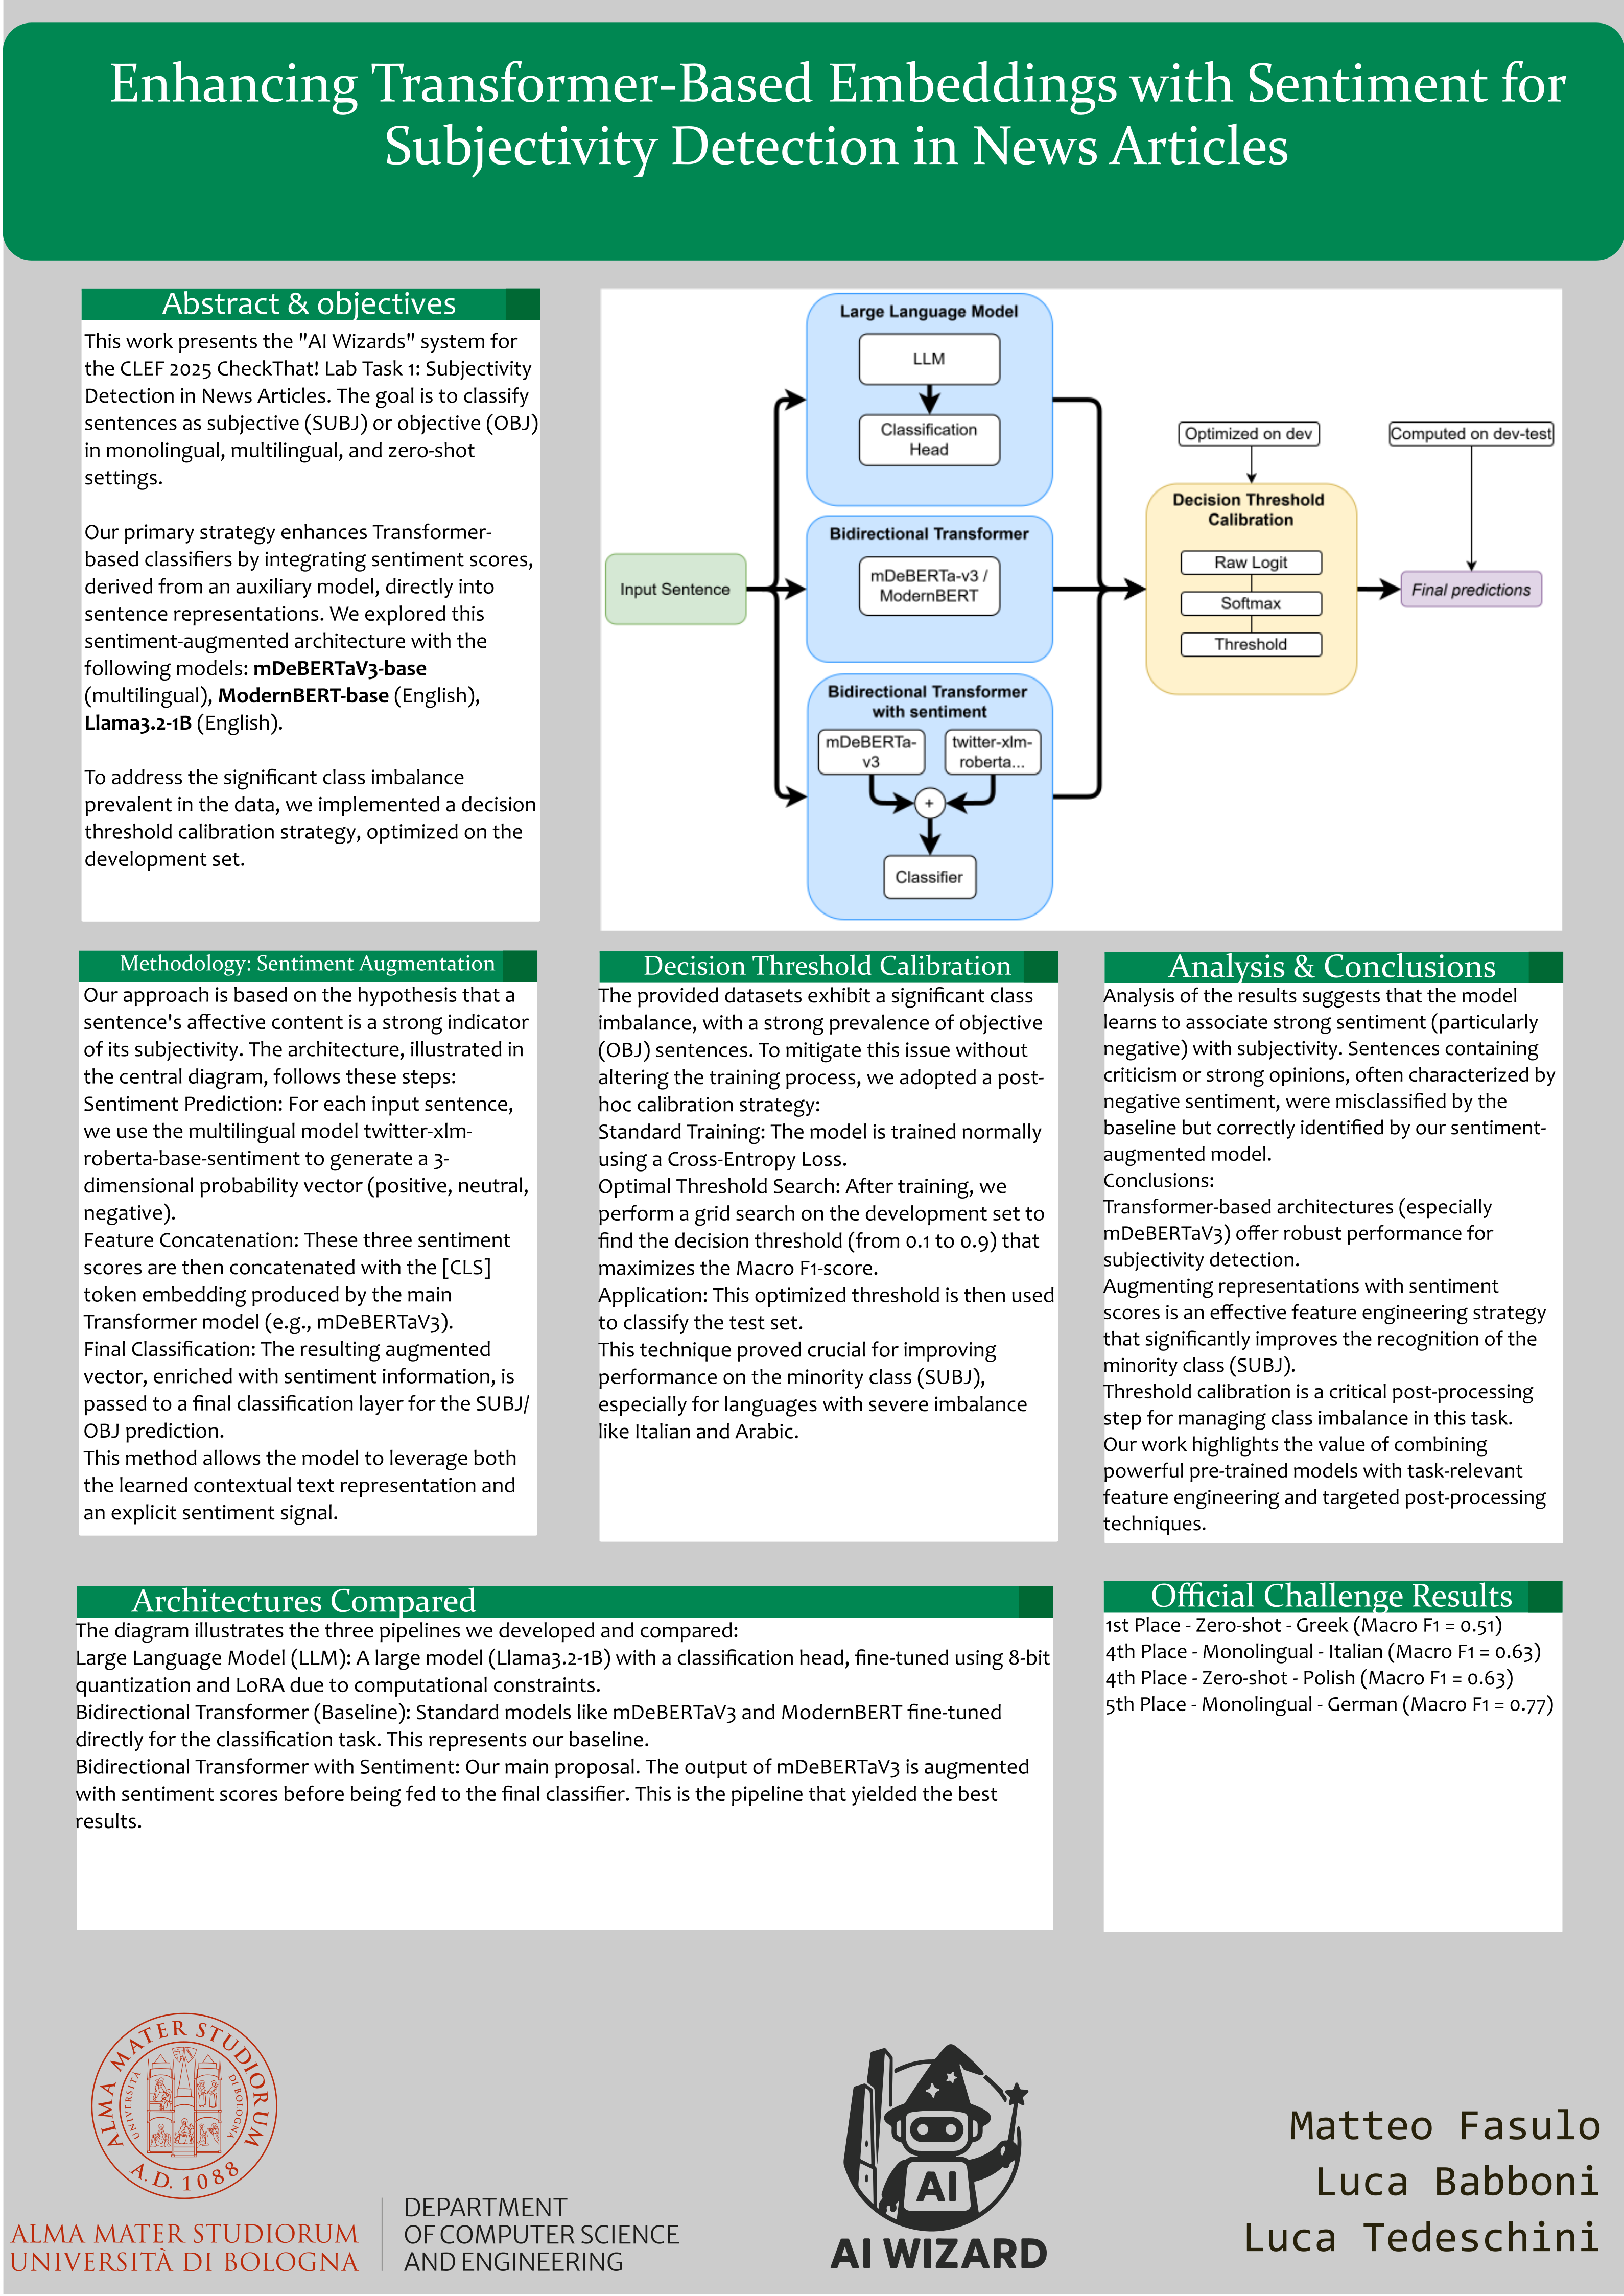 Enhancing Transformer-Based Embeddings with Sentiment for
Subjectivity Detection in News Articles
Abstract & objectives
This work presents the "AI Wizards" system for
the CLEF 2025 CheckThat! Lab Task 1: Subjectivity
Detection in News Articles. The goal is to classify
sentences as subjective (SUBJ) or objective (OBJ)
in monolingual, multilingual, and zero-shot
settings.
Our primary strategy enhances Transformer-
based classifiers by integrating sentiment scores,
derived from an auxiliary model, directly into
sentence representations. We explored this
sentiment-augmented architecture with the
following models: mDeBERTaV3-base
(multilingual), ModernBERT-base (English),
Llama3.2-1B (English).
To address the significant class imbalance
prevalent in the data, we implemented a decision
threshold calibration strategy, optimized on the
development set.
Input Sentence
Large Language Model
LLM
Classification
Head
Bidirectional Transformer
mDeBERTa-v3 /
ModernBERT
Bidirectional Transformer
with sentiment
mDeBERTa-
v3
twitter-xlm-
roberta...
+
Classifier
Optimized on dev
Decision Threshold
Calibration
Raw Logit
Softmax
Threshold
Computed on dev-test
Final predictions
Methodology: Sentiment Augmentation
Our approach is based on the hypothesis that a
sentence's affective content is a strong indicator
of its subjectivity. The architecture, illustrated in
the central diagram, follows these steps:
Sentiment Prediction: For each input sentence,
we use the multilingual model twitter-xlm-
roberta-base-sentiment to generate a 3-
dimensional probability vector (positive, neutral,
negative).
Feature Concatenation: These three sentiment
scores are then concatenated with the [CLS]
token embedding produced by the main
Transformer model (e.g., mDeBERTaV3).
Final Classification: The resulting augmented
vector, enriched with sentiment information, is
passed to a final classification layer for the SUBJ/
OBJ prediction.
This method allows the model to leverage both
the learned contextual text representation and
an explicit sentiment signal.
Decision Threshold Calibration
The provided datasets exhibit a significant class
imbalance, with a strong prevalence of objective
(OBJ) sentences. To mitigate this issue without
altering the training process, we adopted a post-
hoc calibration strategy:
Standard Training: The model is trained normally
using a Cross-Entropy Loss.
Optimal Threshold Search: After training, we
perform a grid search on the development set to
find the decision threshold (from 0.1 to 0.9) that
maximizes the Macro F1-score.
Application: This optimized threshold is then used
to classify the test set.
This technique proved crucial for improving
performance on the minority class (SUBJ),
especially for languages with severe imbalance
like Italian and Arabic.
Analysis & Conclusions
Analysis of the results suggests that the model
learns to associate strong sentiment (particularly
negative) with subjectivity. Sentences containing
criticism or strong opinions, often characterized by
negative sentiment, were misclassified by the
baseline but correctly identified by our sentiment-
augmented model.
Conclusions:
Transformer-based architectures (especially
mDeBERTaV3) offer robust performance for
subjectivity detection.
Augmenting representations with sentiment
scores is an effective feature engineering strategy
that significantly improves the recognition of the
minority class (SUBJ).
Threshold calibration is a critical post-processing
step for managing class imbalance in this task.
Our work highlights the value of combining
powerful pre-trained models with task-relevant
feature engineering and targeted post-processing
techniques.
Architectures Compared
The diagram illustrates the three pipelines we developed and compared:
Large Language Model (LLM): A large model (Llama3.2-1B) with a classification head, fine-tuned using 8-bit
quantization and LoRA due to computational constraints.
Bidirectional Transformer (Baseline): Standard models like mDeBERTaV3 and ModernBERT fine-tuned
directly for the classification task. This represents our baseline.
Bidirectional Transformer with Sentiment: Our main proposal. The output of mDeBERTaV3 is augmented
with sentiment scores before being fed to the final classifier. This is the pipeline that yielded the best
results.
Official Challenge Results
1st Place - Zero-shot - Greek (Macro F1 = 0.51)
4th Place - Monolingual - Italian (Macro F1 = 0.63)
4th Place - Zero-shot - Polish (Macro F1 = 0.63)
5th Place - Monolingual - German (Macro F1 = 0.77)
ALMA MATER STUDIORUM
UNIVERSITÀ DI BOLOGNA
A.D. 1088
ALMA MATER STUDIORUM
UNIVERSITÀ DI BOLOGNA
DEPARTMENT
OF COMPUTER SCIENCE
AND ENGINEERING
AI
AI WIZARD
Matteo Fasulo
Luca Babboni
Luca Tedeschini